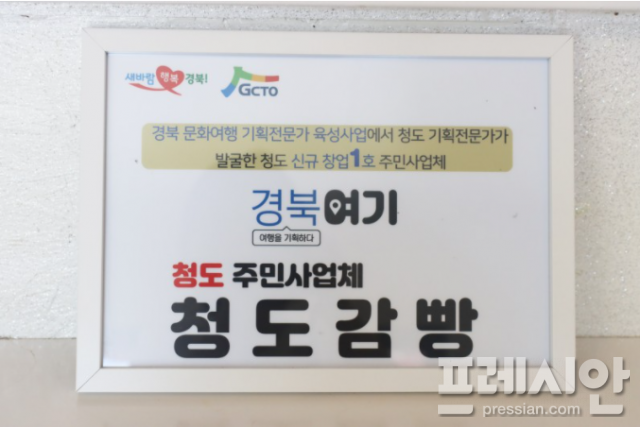 새바람 행복 경북!
GCTO
경북 문화여행 기획전문가 육성사업에서 청도 기획전문가가
발굴한 청도 신규 창업1호 주민사업체
경북여기
여행을 기획하다
청도 주민사업체
청도감빵
프레시안
pressian.com